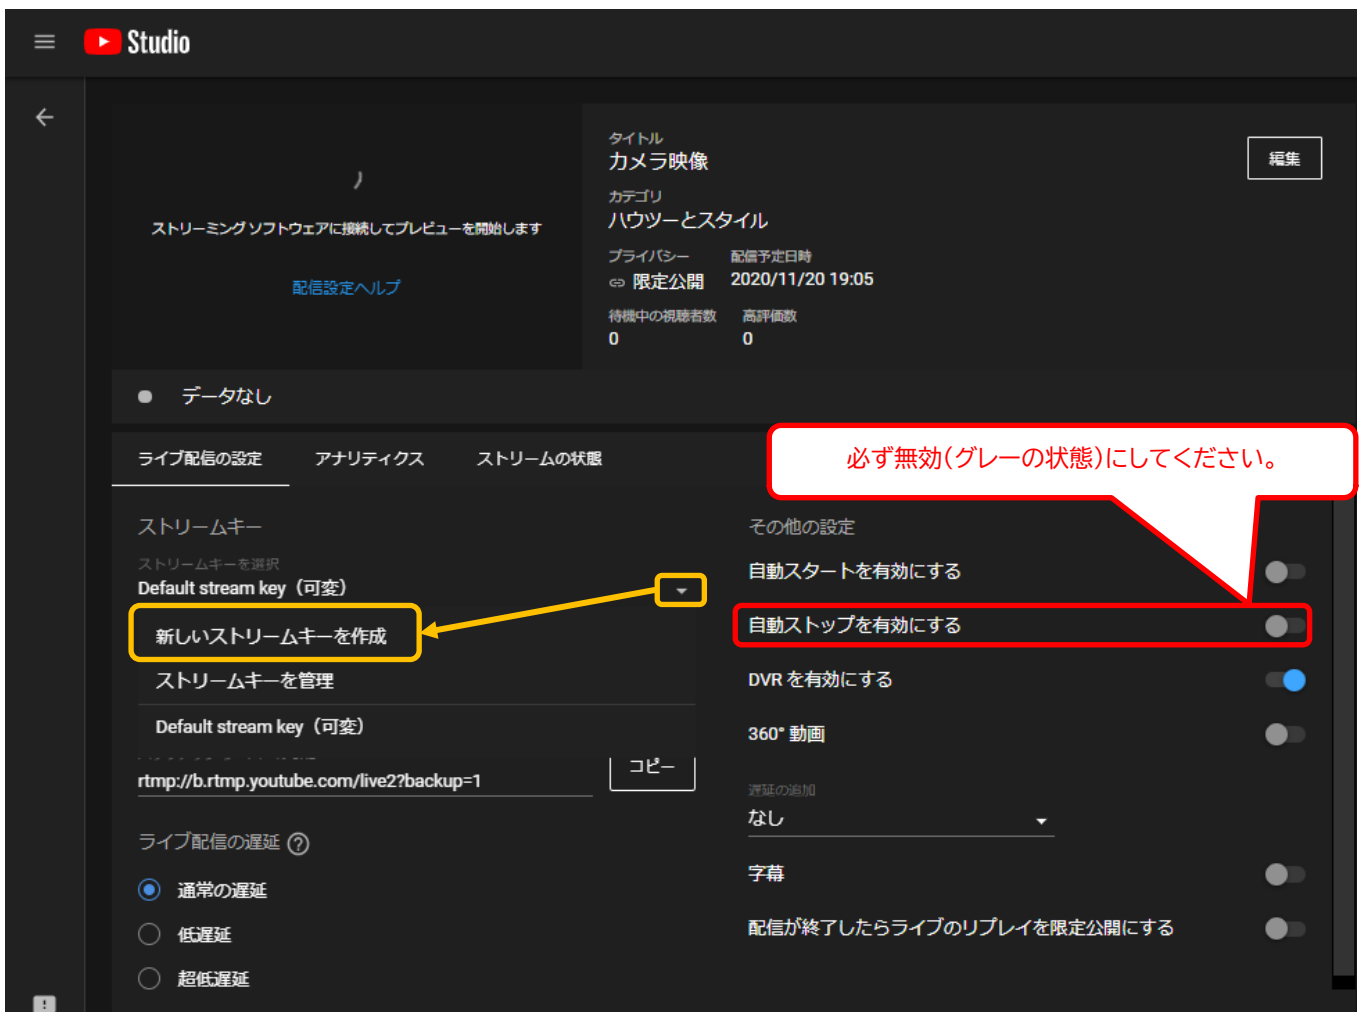 Studio
タイトル
カメラ映像
編集
カテゴリ
ハウツーとスタイル
ストリーミング ソフトウェアに接続してプレビューを開始します
配信設定ヘルプ
プライバシー 配信予定日時
限定公開 2020/11/20 19:05
待機中の視聴者数 高評価数
0 0
データなし
ライブ配信の設定 アナリティクス ストリームの状態
必ず無効(グレーの状態)にしてください。
ストリームキー
ストリームキーを選択
Default stream key（可変）
新しいストリームキーを作成
ストリームキーを管理
Default stream key（可変）
rtmp://b.rtmp.youtube.com/live2?backup=1
コピー
ライブ配信の遅延
通常の遅延
低遅延
超低遅延
その他の設定
自動スタートを有効にする
自動ストップを有効にする
DVR を有効にする
360° 動画
遅延の追加
なし
字幕
配信が終了したらライブのリプレイを限定公開にする